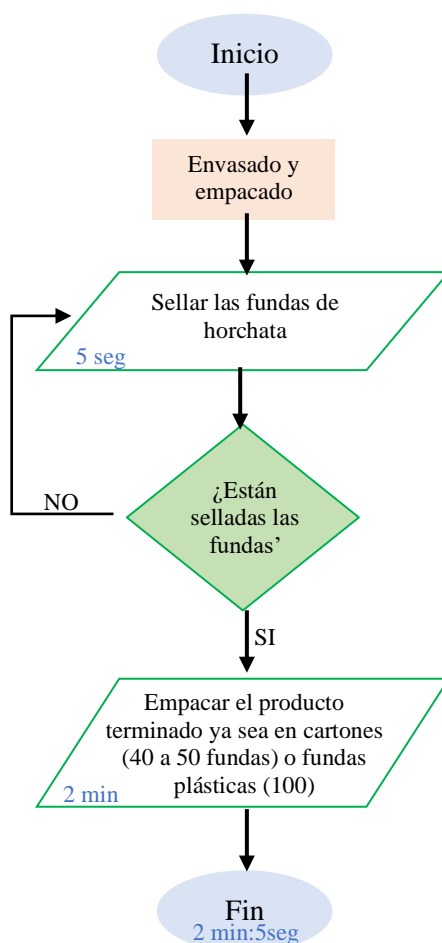 Inicio
Envasado y
empacado
Sellar las fundas de
horchata
5 seg
¿Están
selladas las
fundas’
NO
SI
Empacar el producto
terminado ya sea en cartones
(40 a 50 fundas) o fundas
plásticas (100)
2 min
Fin
2 min:5seg